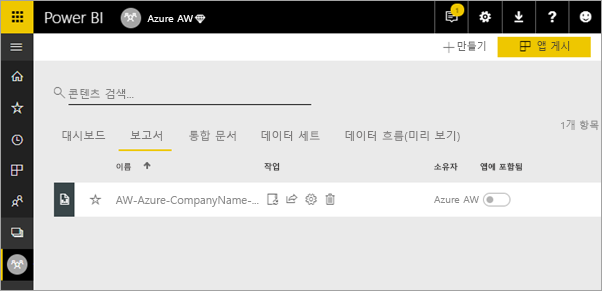 Power BI Azure AW 1 ?
+만들기 앱 게시
콘텐츠 검색...
1개 항목
대시보드 보고서 통합 문서 데이터 세트 데이터 흐름(미리 보기)
이름 작업 소유자 앱에 포함됨
AW-Azure-CompanyName-... Azure AW